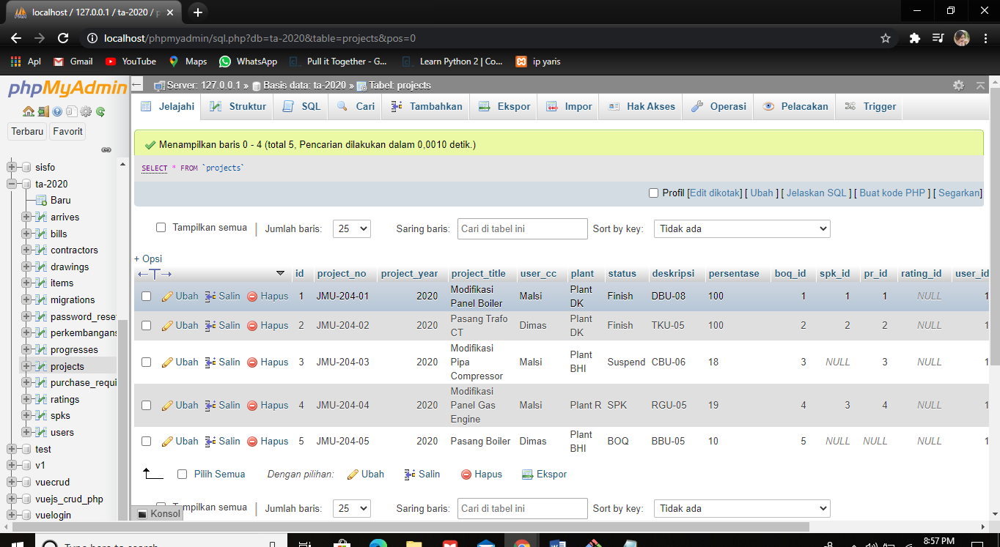 localhost / 127.0.0.1 / ta-2020 / p
localhost/phpmyadmin/sql.php?db=ta-2020&table=projects&pos=0
Apl Gmail YouTube Maps WhatsApp Pull it Together - G... Learn Python 2 | Co... ip yaris
phpMyAdmin
Terbaru Favorit
sisfo
ta-2020
Baru
arrives
bills
contractors
drawings
items
migrations
password_rese
perkembangans
progresses
projects
purchase_requi
ratings
spks
users
test
v1
vuecrud
vuejs_crud_php
vuelogin
Server: 127.0.0.1 » Basis data: ta-2020 » Tabel: projects
Jelajahi Struktur SQL Cari Tambahkan Ekspor Impor Hak Akses Operasi Pelacakan Trigger
Menampilkan baris 0 - 4 (total 5, Pencarian dilakukan dalam 0,0010 detik.)
SELECT * FROM `projects`
Profil [Edit dikotak] [ Ubah ] [ Jelaskan SQL ] [ Buat kode PHP ] [ Segarkan]
Tampilkan semua | Jumlah baris: 25 Saring baris: Cari di tabel ini Sort by key: Tidak ada
+ Opsi
←T→ id project_no project_year project_title user_cc plant status deskripsi persentase boq_id spk_id pr_id rating_id user_id
Ubah Salin Hapus 1 JMU-204-01 2020 Modifikasi Panel Boiler Malsi Plant DK Finish DBU-08 100 1 1 1 NULL 1
Ubah Salin Hapus 2 JMU-204-02 2020 Pasang Trafo CT Dimas Plant DK Finish TKU-05 100 2 2 2 NULL 1
Ubah Salin Hapus 3 JMU-204-03 2020 Modifikasi Pipa Compressor Malsi Plant BHI Suspend CBU-06 18 3 NULL 3 NULL 1
Ubah Salin Hapus 4 JMU-204-04 2020 Modifikasi Panel Gas Engine Malsi Plant R SPK RGU-05 19 4 3 4 NULL 1
Ubah Salin Hapus 5 JMU-204-05 2020 Pasang Boiler Dimas Plant BHI BOQ BBU-05 10 5 NULL NULL NULL 1
Pilih Semua Dengan pilihan: Ubah Salin Hapus Ekspor
Tampilkan semua | Jumlah baris: 25 Saring baris: Cari di tabel ini Sort by key: Tidak ada
Konsol
Type here to search
8:57 PM